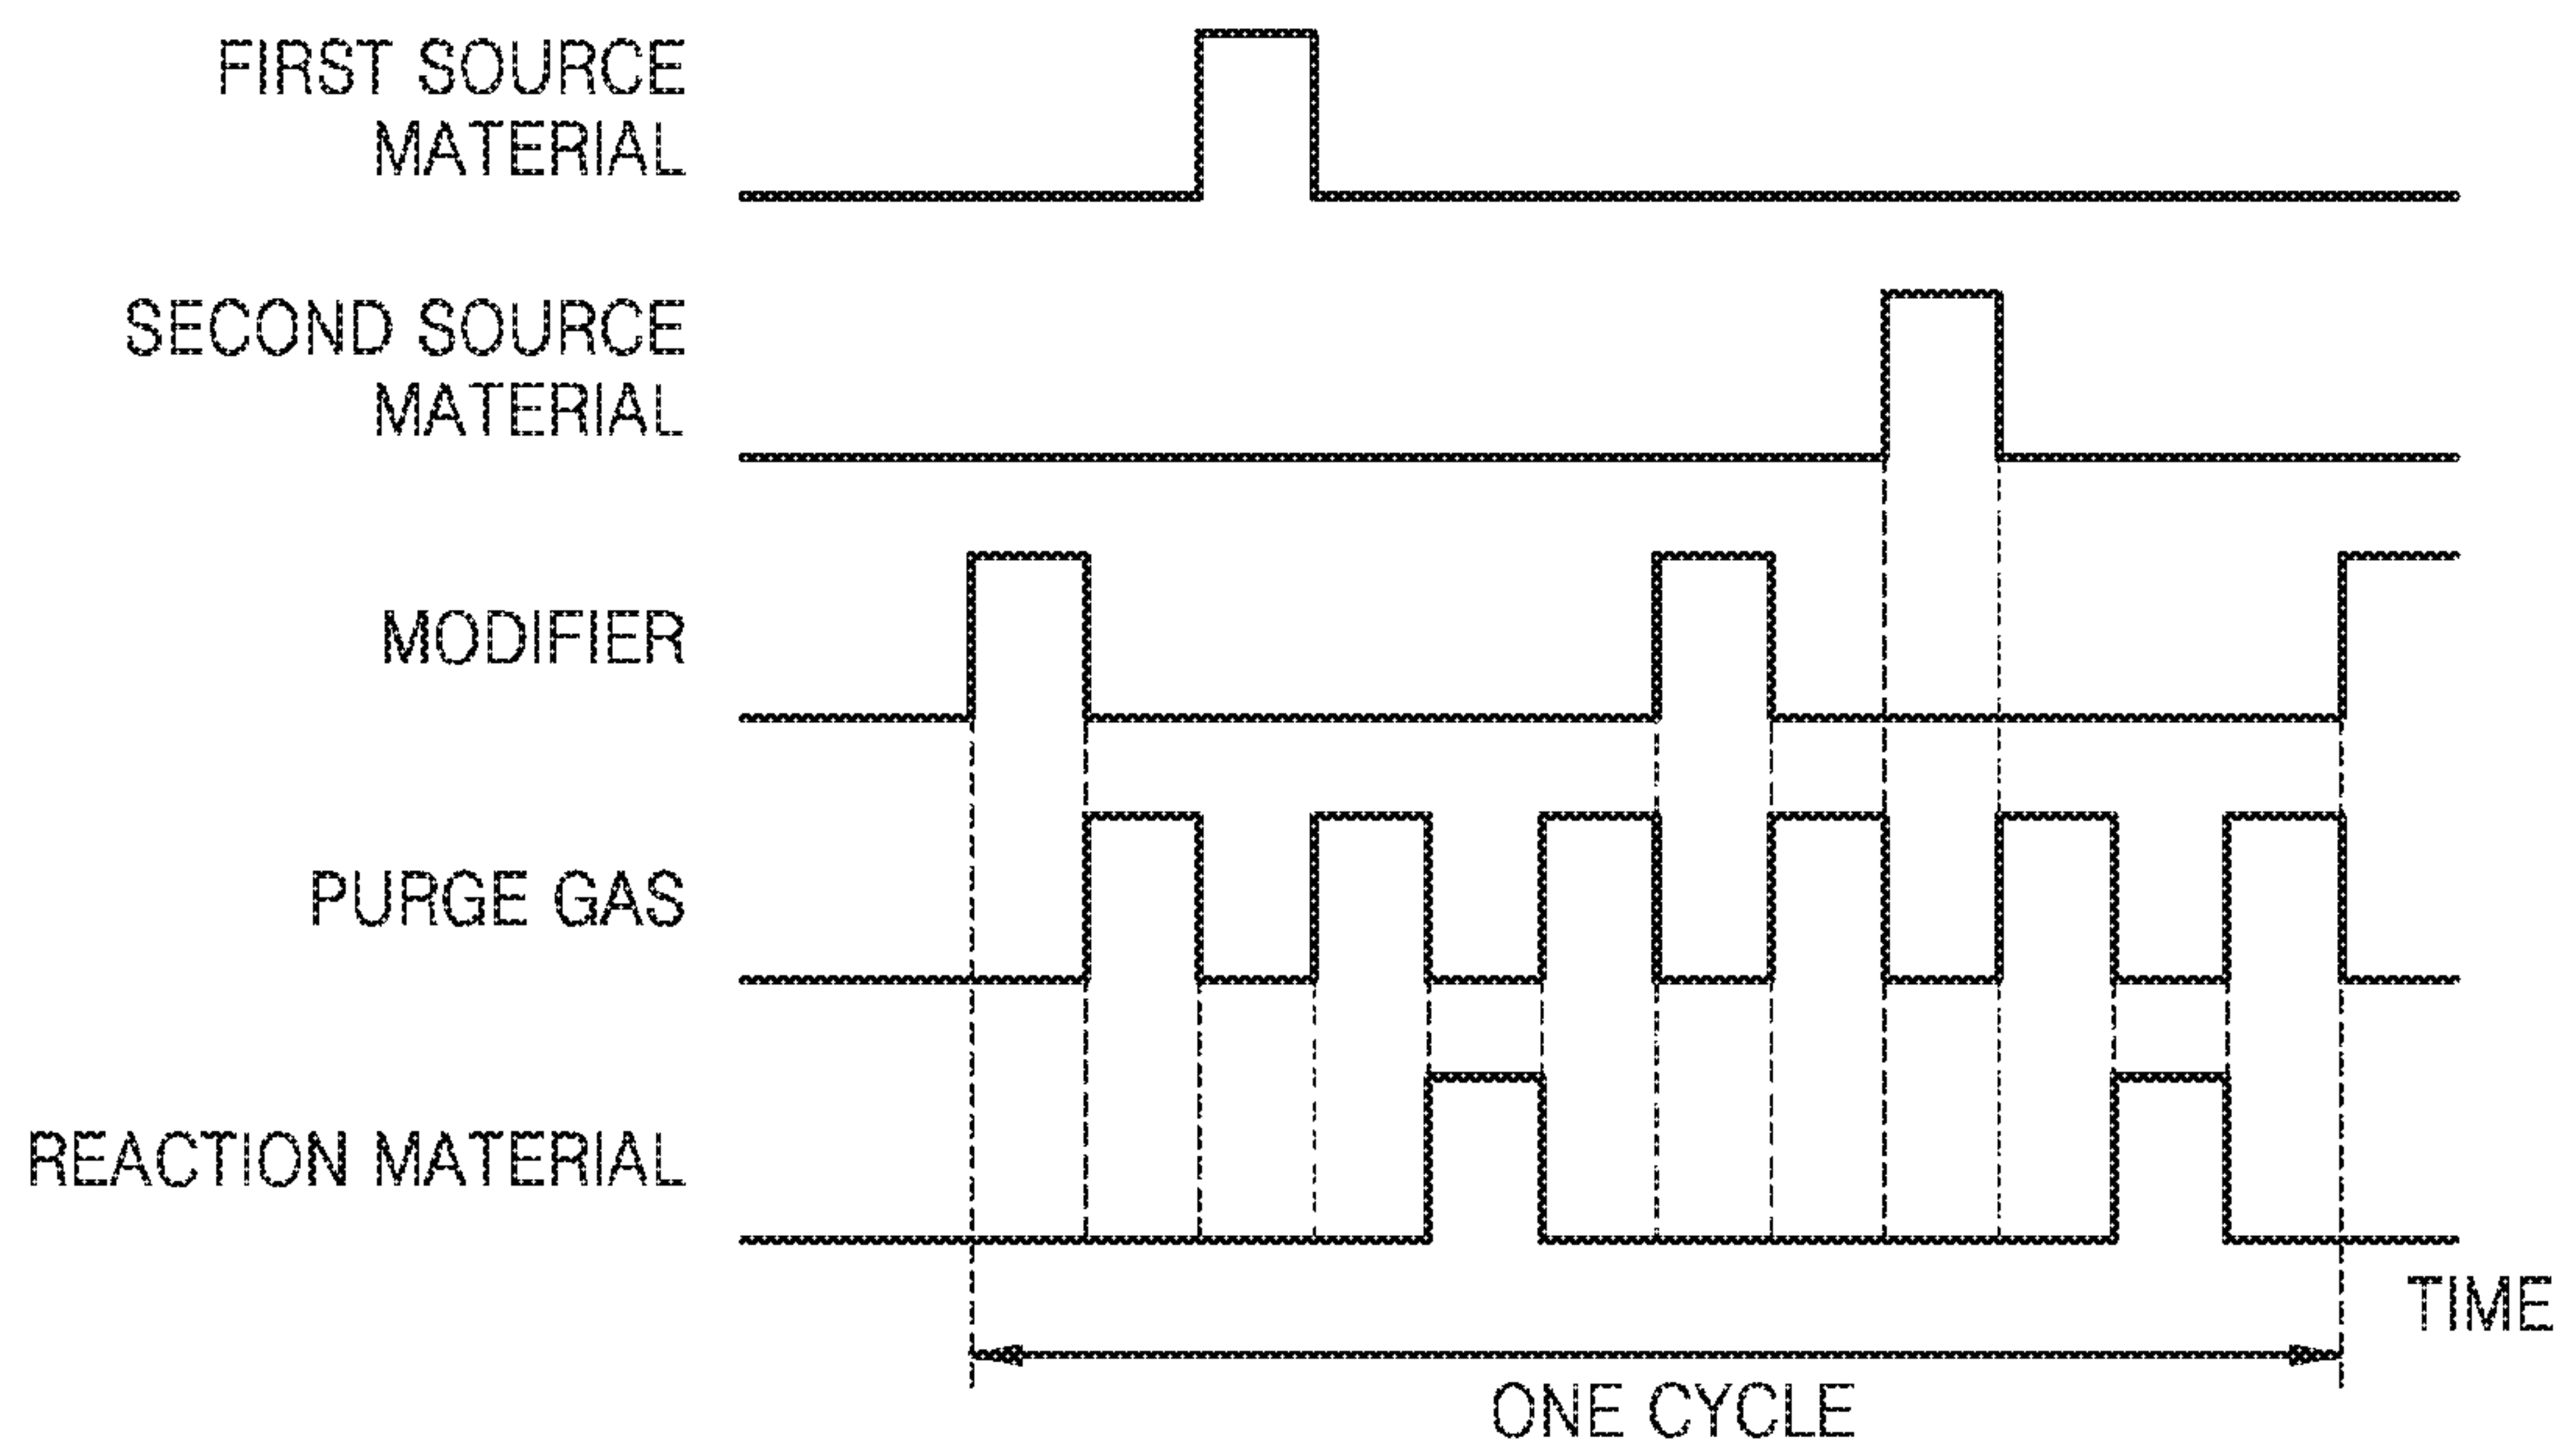 FIRST SOURCE
MATERIAL
SECOND SOURCE
MATERIAL
MODIFIER
PURGE GAS
REACTION MATERIAL
TIME
ONE CYCLE